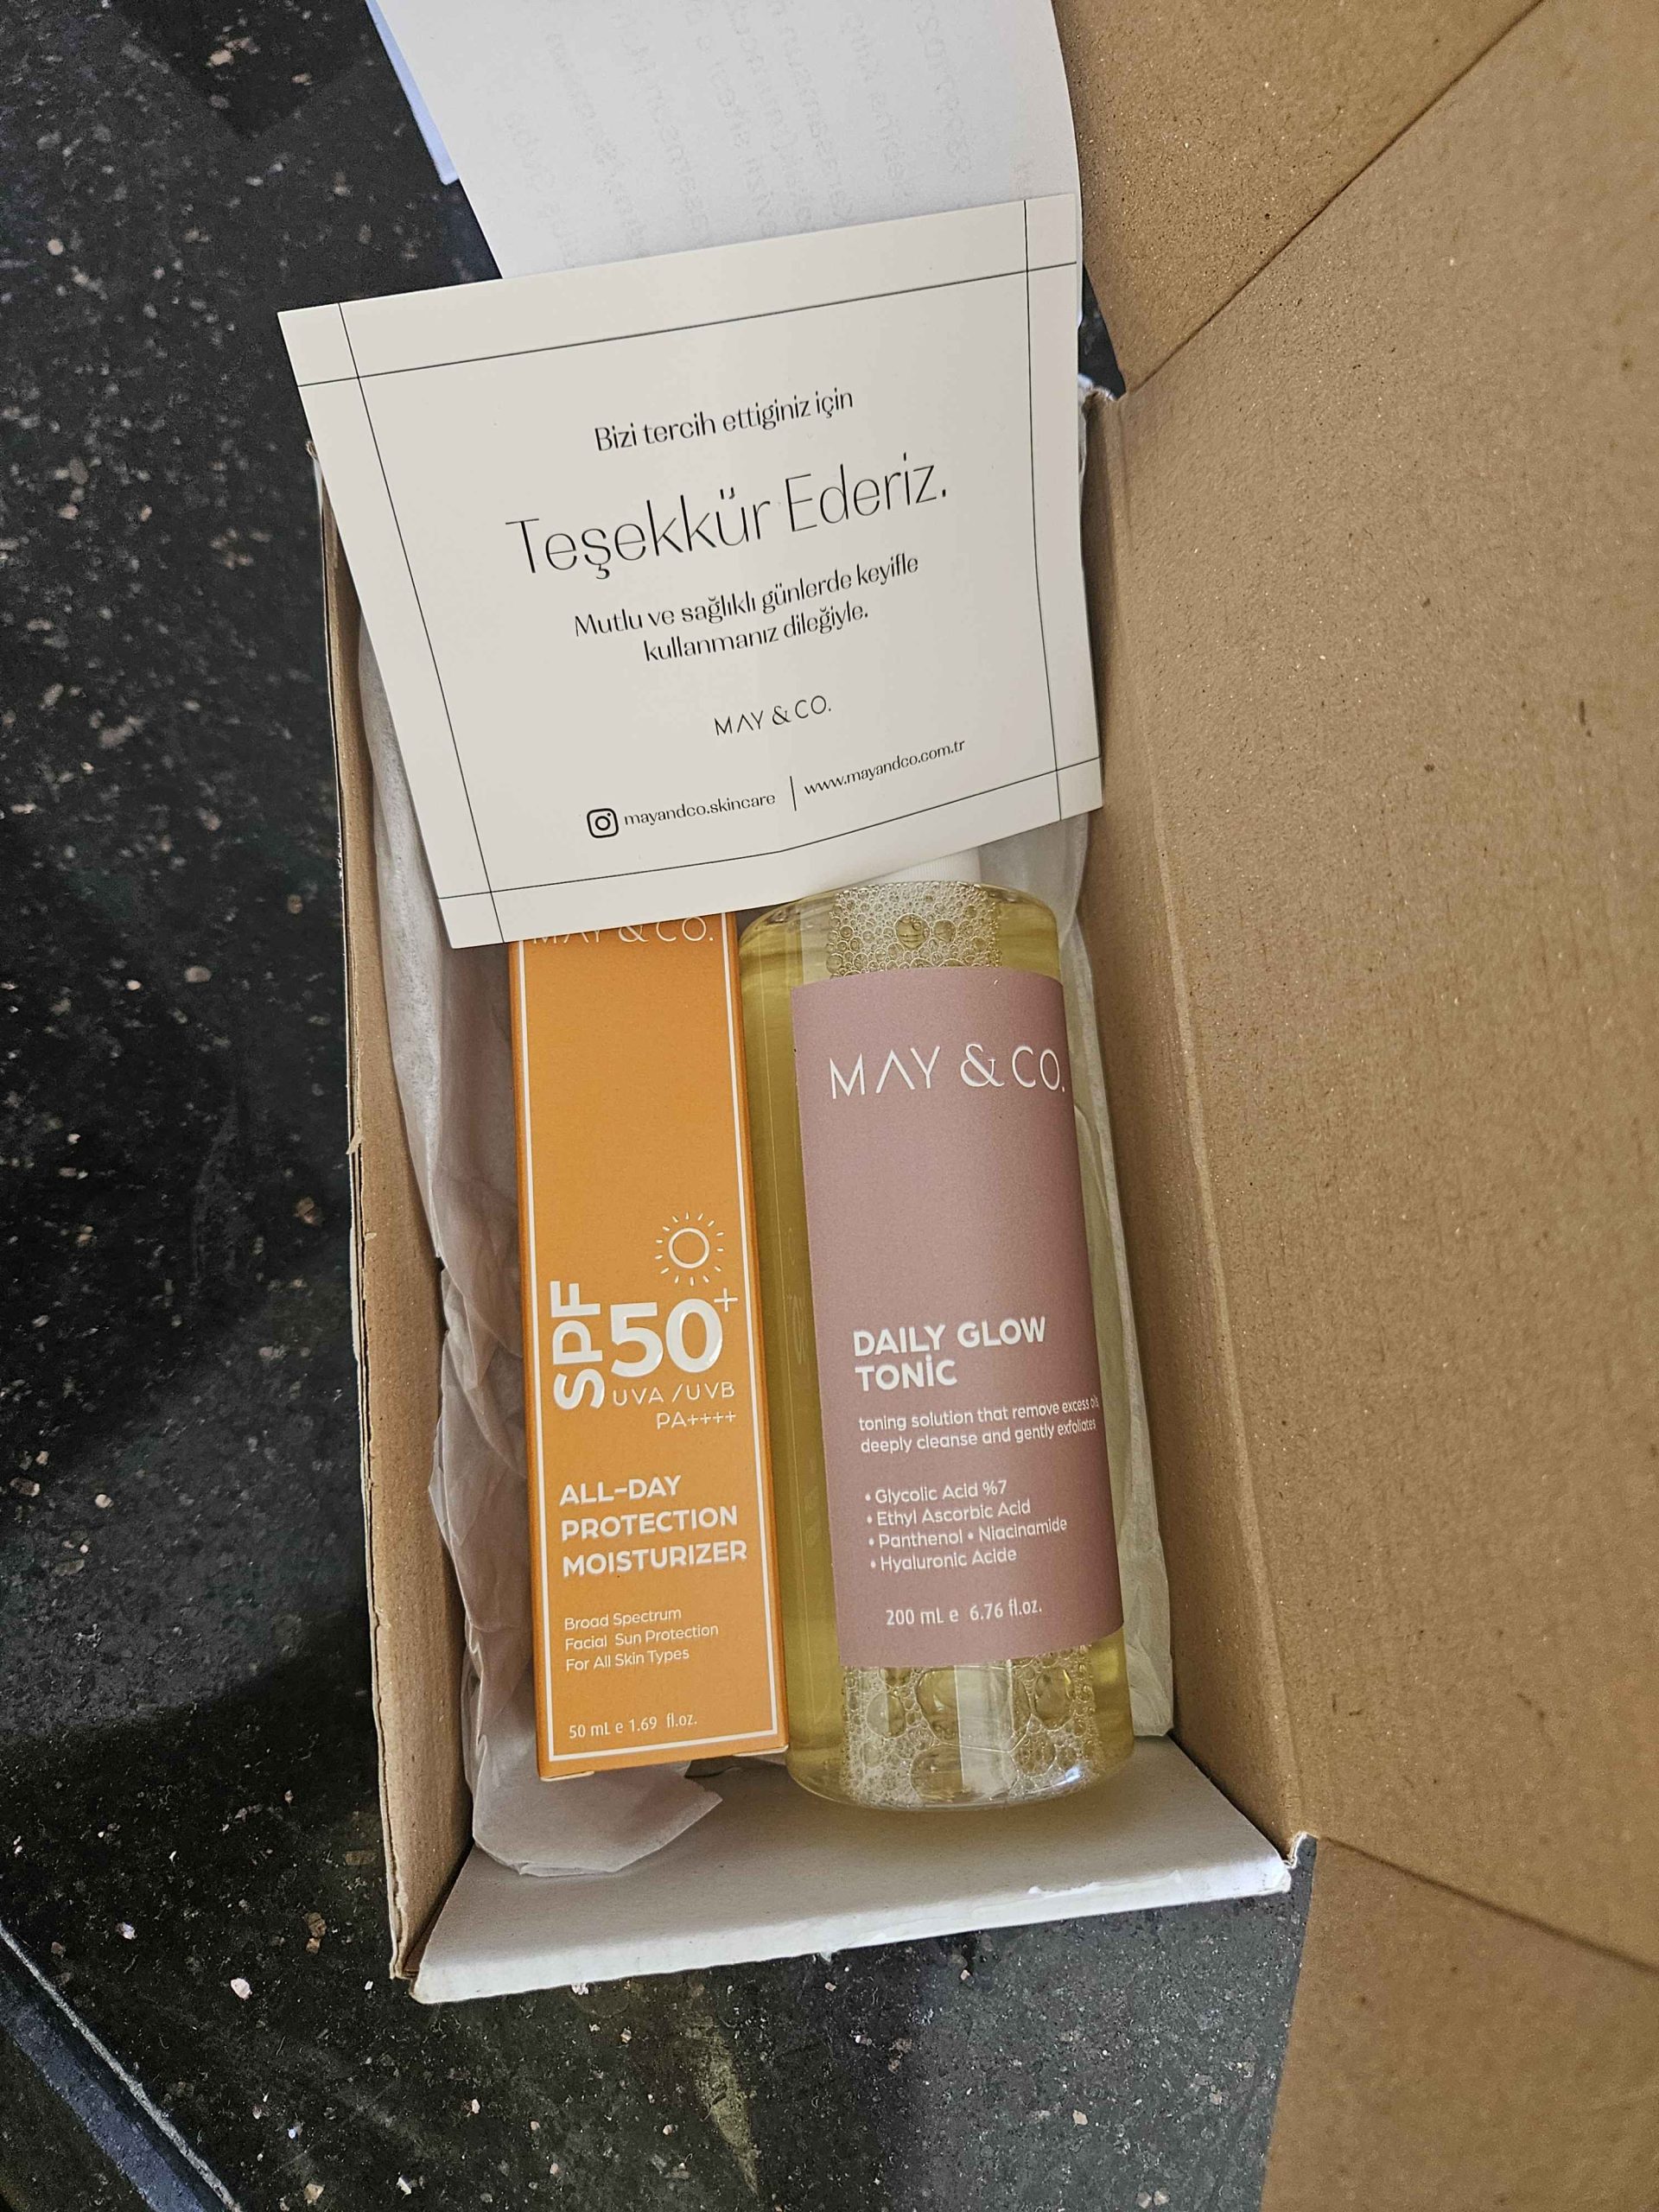 Bizi tercih ettiginiz için
Teşekkür Ederiz.
Mutlu ve sağlıklı günlerde keyifle
kullanmanız dileğiyle.
MAY & CO.
mayandco.skincare | www.mayandco.com.tr
MAY & CO.
SPF 50+
UVA /UVB
PA++++
ALL-DAY
PROTECTION
MOISTURIZER
Broad Spectrum
Facial Sun Protection
For All Skin Types
50 mL e 1.69 fl.oz.
MAY & CO.
DAILY GLOW
TONİC
toning solution that remove excess
deeply cleanse and gently exfoliates
• Glycolic Acid %7
• Ethyl Ascorbic Acid
• Panthenol • Niacinamide
• Hyaluronic Acide
200 mL e 6.76 fl.oz.